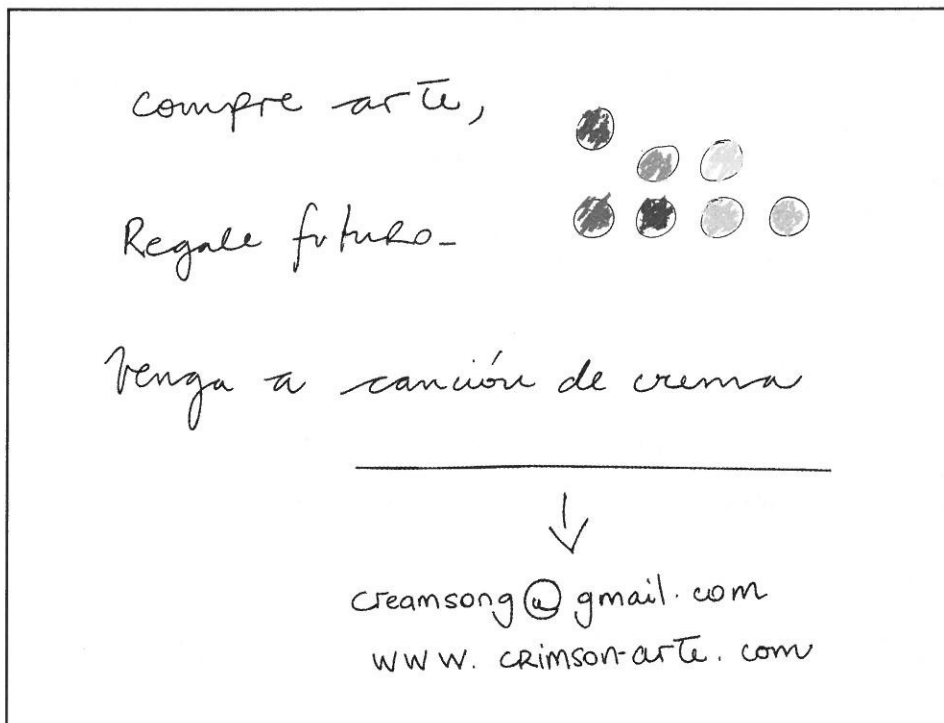 compre arte,
Regale futuro-
Venga a canción de crema
creamsong@gmail.com
www.crimson-arte.com